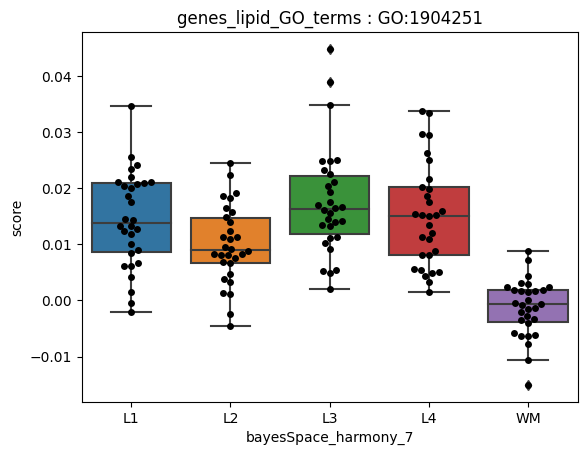 genes_lipid_GO_terms : GO:1904251
0.04
0.03
0.02
0.01
0.00
−0.01
score
L1 L2 L3 L4 WM
bayesSpace_harmony_7